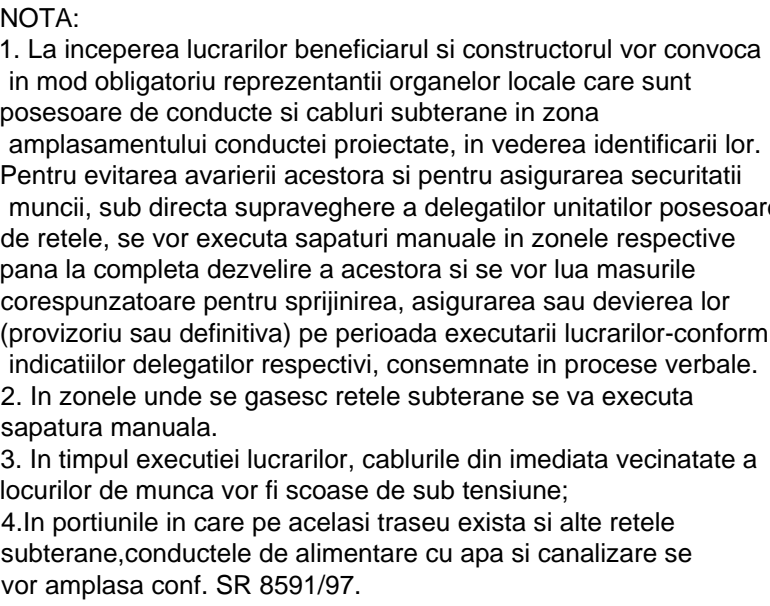 NOTA:
1. La inceperea lucrarilor beneficiarul si constructorul vor convoca
in mod obligatoriu reprezentantii organelor locale care sunt
posesoare de conducte si cabluri subterane in zona
amplasamentului conductei proiectate, in vederea identificarii lor.
Pentru evitarea avarierii acestora si pentru asigurarea securitatii
muncii, sub directa supraveghere a delegatilor unitatilor posesoare
de retele, se vor executa sapaturi manuale in zonele respective
pana la completa dezvelire a acestora si se vor lua masurile
corespunzatoare pentru sprijinirea, asigurarea sau devierea lor
(provizoriu sau definitiva) pe perioada executarii lucrarilor-conform
indicatiilor delegatilor respectivi, consemnate in procese verbale.
2. In zonele unde se gasesc retele subterane se va executa
sapatura manuala.
3. In timpul executiei lucrarilor, cablurile din imediata vecinatate a
locurilor de munca vor fi scoase de sub tensiune;
4.In portiunile in care pe acelasi traseu exista si alte retele
subterane,conductele de alimentare cu apa si canalizare se
vor amplasa conf. SR 8591/97.